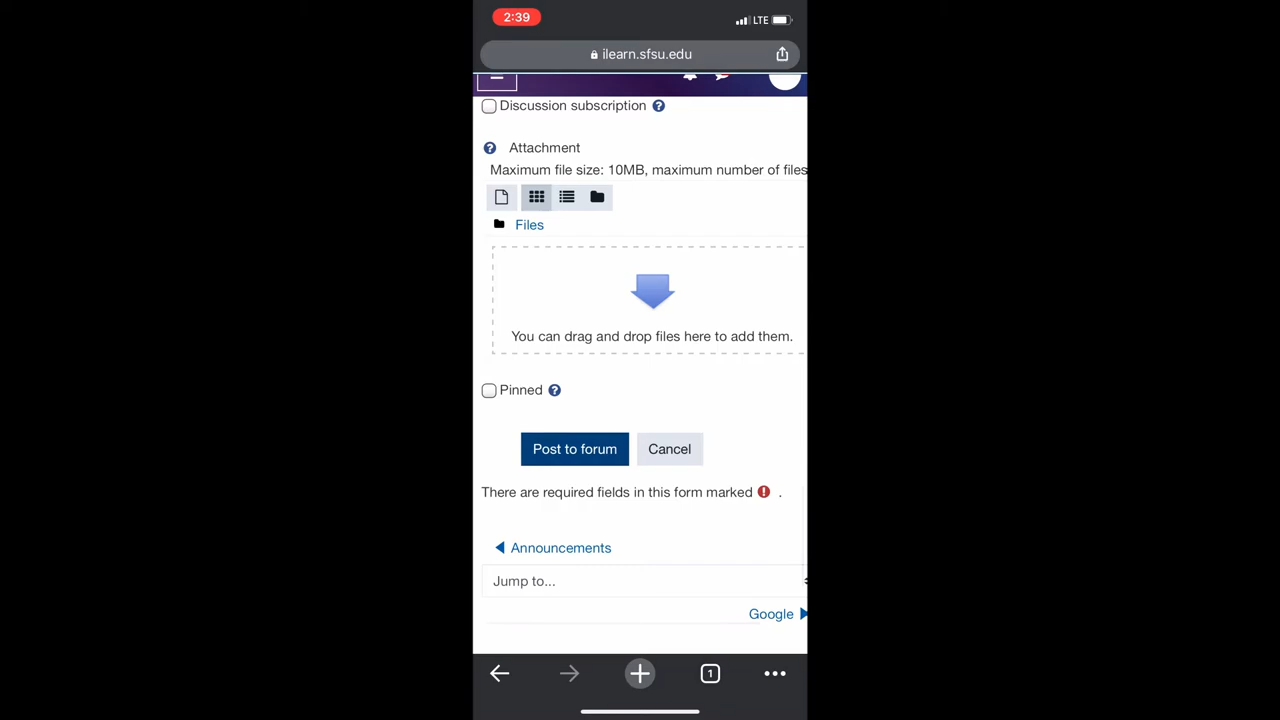 2:39
LTE
ilearn.sfsu.edu
Discussion subscription ?
? Attachment
Maximum file size: 10MB, maximum number of files
Files
You can drag and drop files here to add them.
Pinned ?
Post to forum Cancel
There are required fields in this form marked ! .
Announcements
Jump to...
Google
1